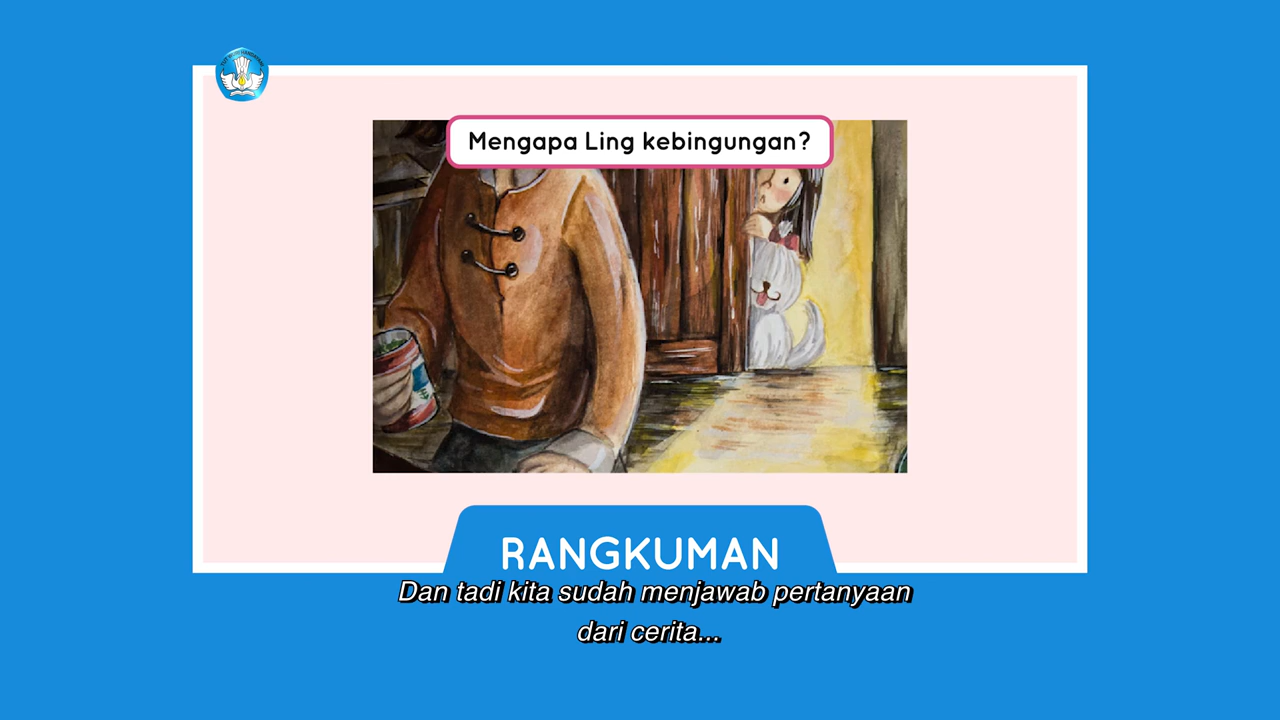 Mengapa Ling kebingungan?
RANGKUMAN
Dan tadi kita sudah menjawab pertanyaan
dari cerita...